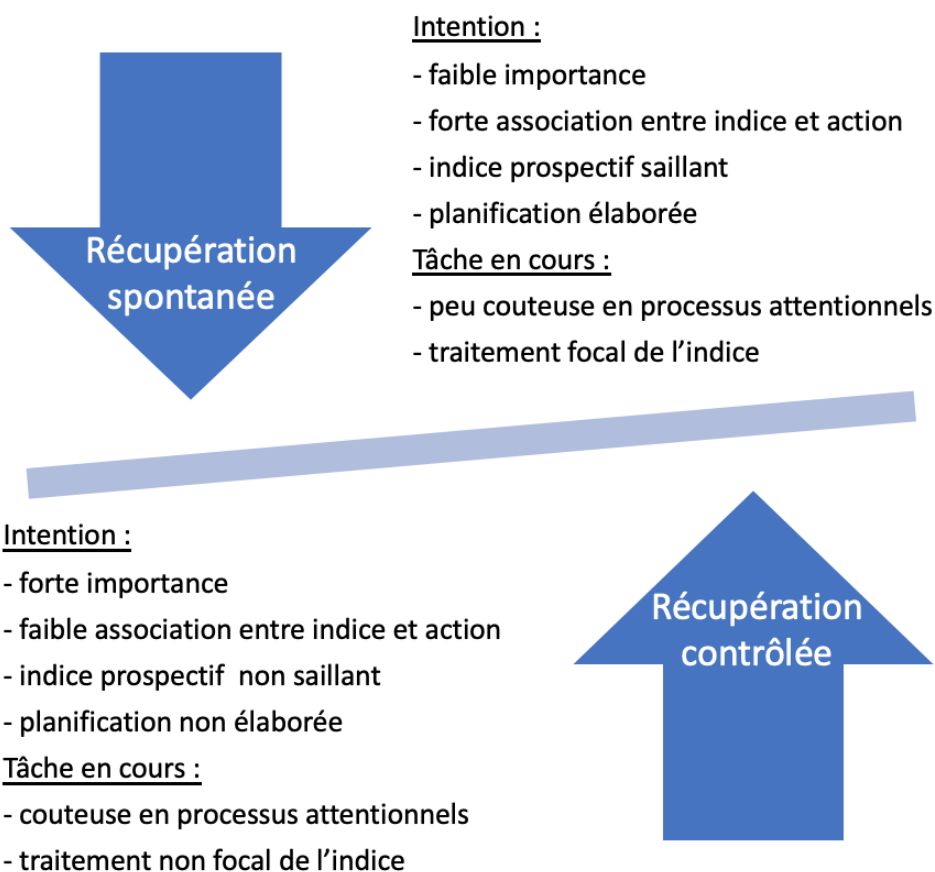 Intention :
- faible importance
- forte association entre indice et action
- indice prospectif saillant
- planification élaborée
Tâche en cours :
- peu couteuse en processus attentionnels
- traitement focal de l’indice
Récupération
spontanée
Intention :
- forte importance
- faible association entre indice et action
- indice prospectif non saillant
- planification non élaborée
Tâche en cours :
- couteuse en processus attentionnels
- traitement non focal de l’indice
Récupération
contrôlée